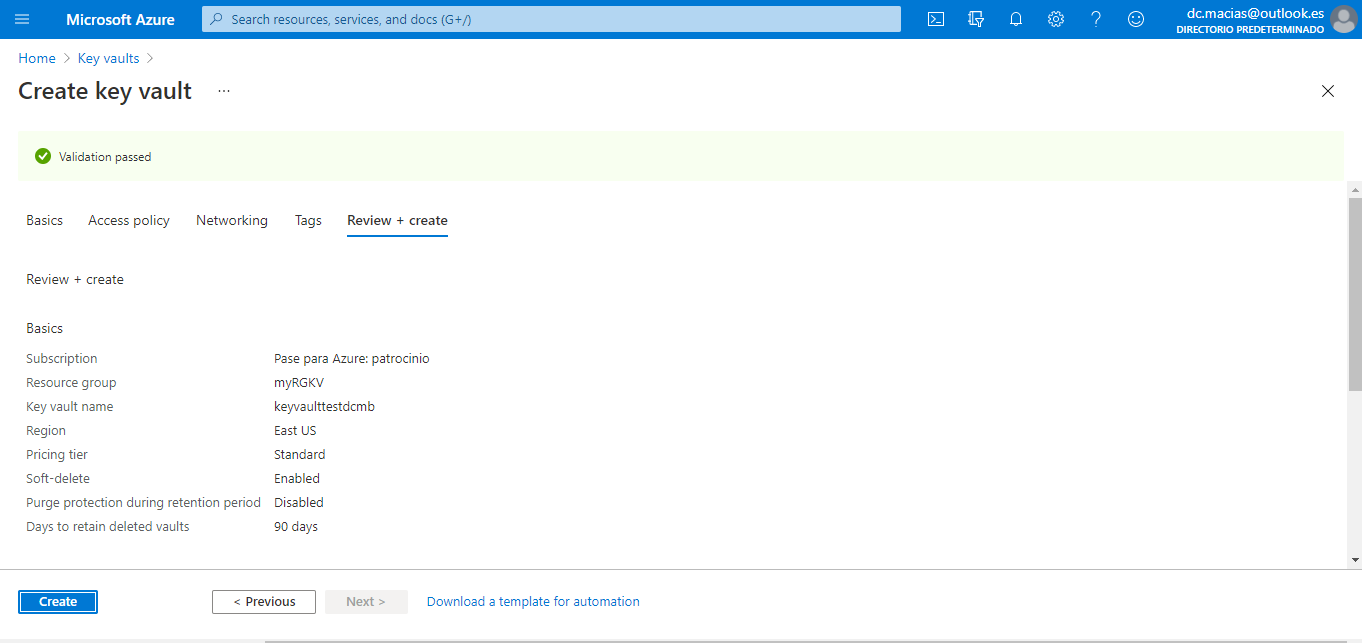 Microsoft Azure
Search resources, services, and docs (G+/)
dc.macias@outlook.es
DIRECTORIO PREDETERMINADO
Home > Key vaults >
Create key vault ...
Validation passed
Basics Access policy Networking Tags Review + create
Review + create
Basics
Subscription Pase para Azure: patrocinio
Resource group myRGKV
Key vault name keyvaulttestdcmb
Region East US
Pricing tier Standard
Soft-delete Enabled
Purge protection during retention period Disabled
Days to retain deleted vaults 90 days
Create < Previous Next > Download a template for automation